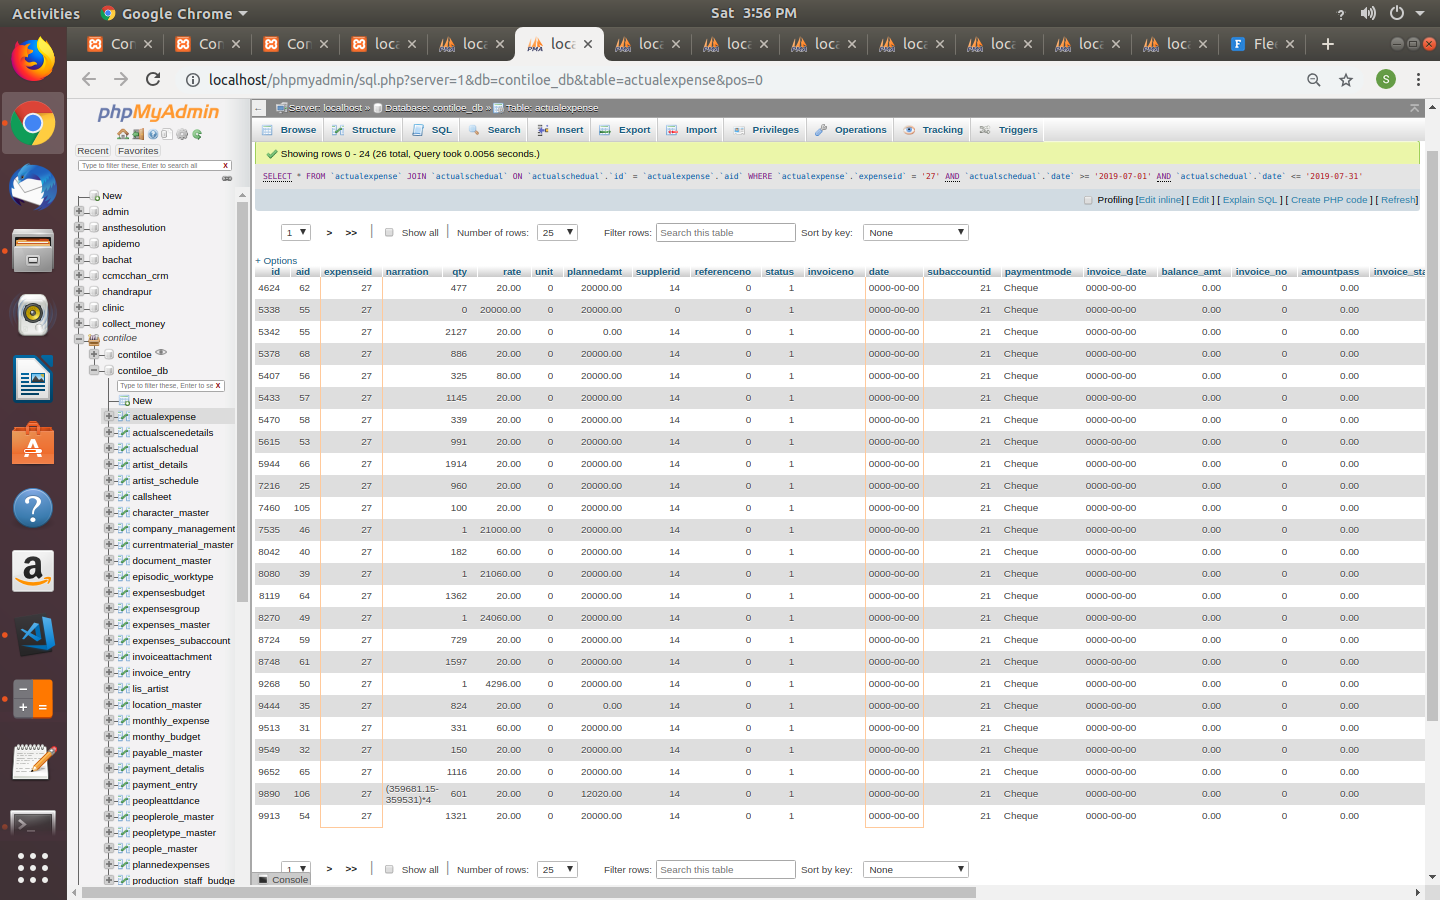 Activities Google Chrome Sat 3:56 PM ?
Con Con Con loca loca loca loca loca loca loca loca loca loca Flee
localhost/phpmyadmin/sql.php?server=1&db=contiloe_db&table=actualexpense&pos=0 S
phpMyAdmin
Recent Favorites
Type to filter these, Enter to search all X
New
admin
ansthesolution
apidemo
bachat
ccmcchan_crm
chandrapur
clinic
collect_money
contiloe
contiloe
contiloe_db
Type to filter these, Enter to se X
New
actualexpense
actualscenedetails
actualschedual
artist_details
artist_schedule
callsheet
character_master
company_management
currentmaterial_master
document_master
episodic_worktype
expensesbudget
expensesgroup
expenses_master
expenses_subaccount
invoiceattachment
invoice_entry
lis_artist
location_master
monthly_expense
monthy_budget
payable_master
payment_detalis
payment_entry
peopleattdance
peoplerole_master
peopletype_master
people_master
plannedexpenses
production_staff_budge
Server: localhost » Database: contiloe_db » Table: actualexpense
Browse Structure SQL Search Insert Export Import Privileges Operations Tracking Triggers
Showing rows 0 - 24 (26 total, Query took 0.0056 seconds.)
SELECT * FROM `actualexpense` JOIN `actualschedual` ON `actualschedual`.`id` = `actualexpense`.`aid` WHERE `actualexpense`.`expenseid` = '27' AND `actualschedual`.`date` >= '2019-07-01' AND `actualschedual`.`date` <= '2019-07-31'
Profiling [Edit inline] [ Edit ] [ Explain SQL ] [ Create PHP code ] [ Refresh]
1 > >> Show all Number of rows: 25 Filter rows: Search this table Sort by key: None
+ Options
id aid expenseid narration qty rate unit plannedamt supplerid referenceno status invoiceno date subaccountid paymentmode invoice_date balance_amt invoice_no amountpass invoice_sta
4624 62 27 477 20.00 0 20000.00 14 0 1 0000-00-00 21 Cheque 0000-00-00 0.00 0 0.00
5338 55 27 0 20000.00 0 20000.00 0 0 1 0000-00-00 21 Cheque 0000-00-00 0.00 0 0.00
5342 55 27 2127 20.00 0 0.00 14 0 1 0000-00-00 21 Cheque 0000-00-00 0.00 0 0.00
5378 68 27 886 20.00 0 20000.00 14 0 1 0000-00-00 21 Cheque 0000-00-00 0.00 0 0.00
5407 56 27 325 80.00 0 20000.00 14 0 1 0000-00-00 21 Cheque 0000-00-00 0.00 0 0.00
5433 57 27 1145 20.00 0 20000.00 14 0 1 0000-00-00 21 Cheque 0000-00-00 0.00 0 0.00
5470 58 27 339 20.00 0 20000.00 14 0 1 0000-00-00 21 Cheque 0000-00-00 0.00 0 0.00
5615 53 27 991 20.00 0 20000.00 14 0 1 0000-00-00 21 Cheque 0000-00-00 0.00 0 0.00
5944 66 27 1914 20.00 0 20000.00 14 0 1 0000-00-00 21 Cheque 0000-00-00 0.00 0 0.00
7216 25 27 960 20.00 0 20000.00 14 0 1 0000-00-00 21 Cheque 0000-00-00 0.00 0 0.00
7460 105 27 100 20.00 0 20000.00 14 0 1 0000-00-00 21 Cheque 0000-00-00 0.00 0 0.00
7535 46 27 1 21000.00 0 20000.00 14 0 1 0000-00-00 21 Cheque 0000-00-00 0.00 0 0.00
8042 40 27 182 60.00 0 20000.00 14 0 1 0000-00-00 21 Cheque 0000-00-00 0.00 0 0.00
8080 39 27 1 21060.00 0 20000.00 14 0 1 0000-00-00 21 Cheque 0000-00-00 0.00 0 0.00
8119 64 27 1362 20.00 0 20000.00 14 0 1 0000-00-00 21 Cheque 0000-00-00 0.00 0 0.00
8270 49 27 1 24060.00 0 20000.00 14 0 1 0000-00-00 21 Cheque 0000-00-00 0.00 0 0.00
8724 59 27 729 20.00 0 20000.00 14 0 1 0000-00-00 21 Cheque 0000-00-00 0.00 0 0.00
8748 61 27 1597 20.00 0 20000.00 14 0 1 0000-00-00 21 Cheque 0000-00-00 0.00 0 0.00
9268 50 27 1 4296.00 0 20000.00 14 0 1 0000-00-00 21 Cheque 0000-00-00 0.00 0 0.00
9444 35 27 824 20.00 0 0.00 14 0 1 0000-00-00 21 Cheque 0000-00-00 0.00 0 0.00
9513 31 27 331 60.00 0 20000.00 14 0 1 0000-00-00 21 Cheque 0000-00-00 0.00 0 0.00
9549 32 27 150 20.00 0 20000.00 14 0 1 0000-00-00 21 Cheque 0000-00-00 0.00 0 0.00
9652 65 27 1116 20.00 0 20000.00 14 0 1 0000-00-00 21 Cheque 0000-00-00 0.00 0 0.00
9890 106 27 (359681.15-359531)*4 601 20.00 0 12020.00 14 0 1 0000-00-00 21 Cheque 0000-00-00 0.00 0 0.00
9913 54 27 1321 20.00 0 20000.00 14 0 1 0000-00-00 21 Cheque 0000-00-00 0.00 0 0.00
1 > >> Show all Number of rows: 25 Filter rows: Search this table Sort by key: None
Console